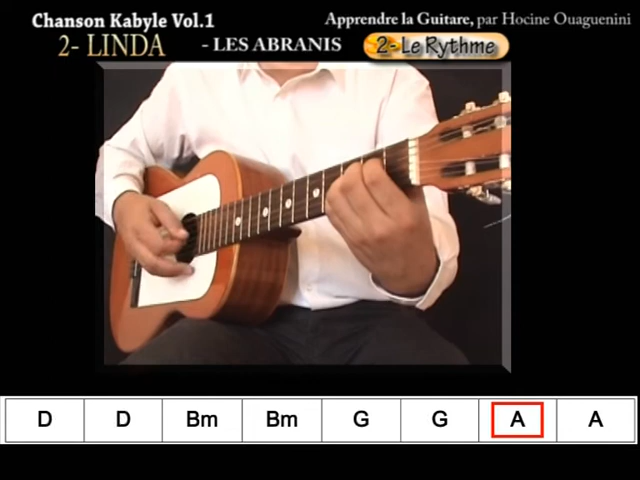 Chanson Kabyle Vol.1
Apprendre la Guitare, par Hocine Ouaguenini
2- LINDA - LES ABRANIS 2- Le Rythme
D D Bm Bm G G A A